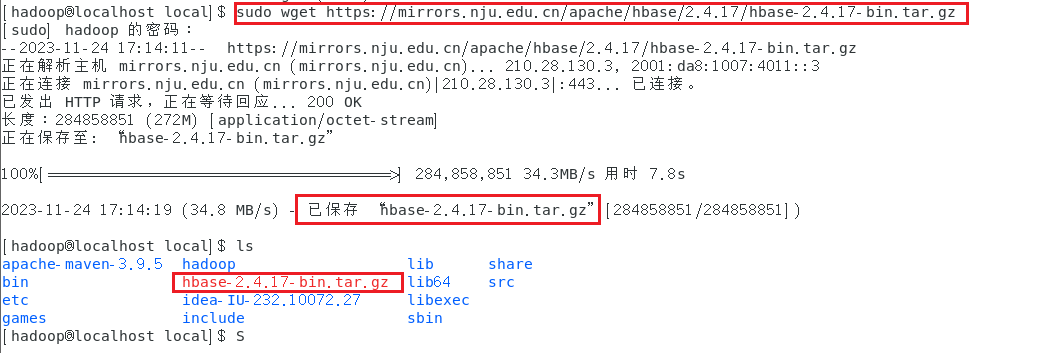 [hadoop@localhost local]$ sudo wget https://mirrors.nju.edu.cn/apache/hbase/2.4.17/hbase-2.4.17-bin.tar.gz
[sudo] hadoop 的密码：
--2023-11-24 17:14:11--  https://mirrors.nju.edu.cn/apache/hbase/2.4.17/hbase-2.4.17-bin.tar.gz
正在解析主机 mirrors.nju.edu.cn (mirrors.nju.edu.cn)... 210.28.130.3, 2001:da8:1007:4011::3
正在连接 mirrors.nju.edu.cn (mirrors.nju.edu.cn)|210.28.130.3|:443... 已连接。
已发出 HTTP 请求，正在等待回应... 200 OK
长度：284858851 (272M) [application/octet-stream]
正在保存至: “hbase-2.4.17-bin.tar.gz”
100%[======================================>] 284,858,851 34.3MB/s 用时 7.8s
2023-11-24 17:14:19 (34.8 MB/s) - 已保存 “hbase-2.4.17-bin.tar.gz” [284858851/284858851])
[hadoop@localhost local]$ ls
apache-maven-3.9.5  hadoop                   lib      share
bin                 hbase-2.4.17-bin.tar.gz  lib64    src
etc                 idea-IU-232.10072.27     libexec
games               include                  sbin
[hadoop@localhost local]$ S